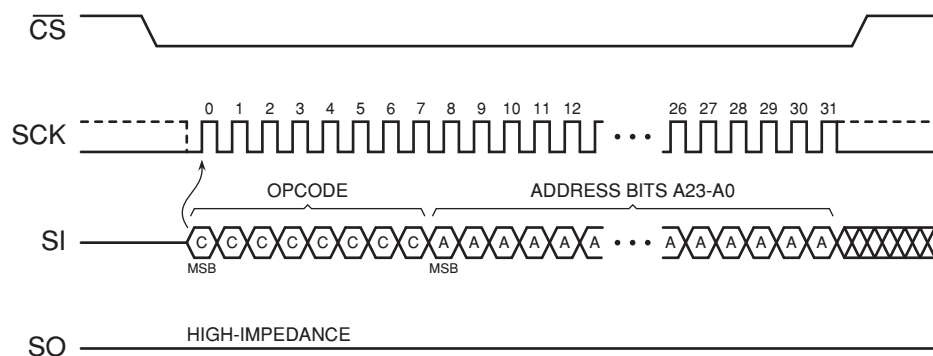 CS
0 1 2 3 4 5 6 7 8 9 10 11 12 26 27 28 29 30 31
SCK
OPCODE ADDRESS BITS A23-A0
SI C C C C C C C C A A A A A A A A A A A A
MSB MSB
HIGH-IMPEDANCE
SO